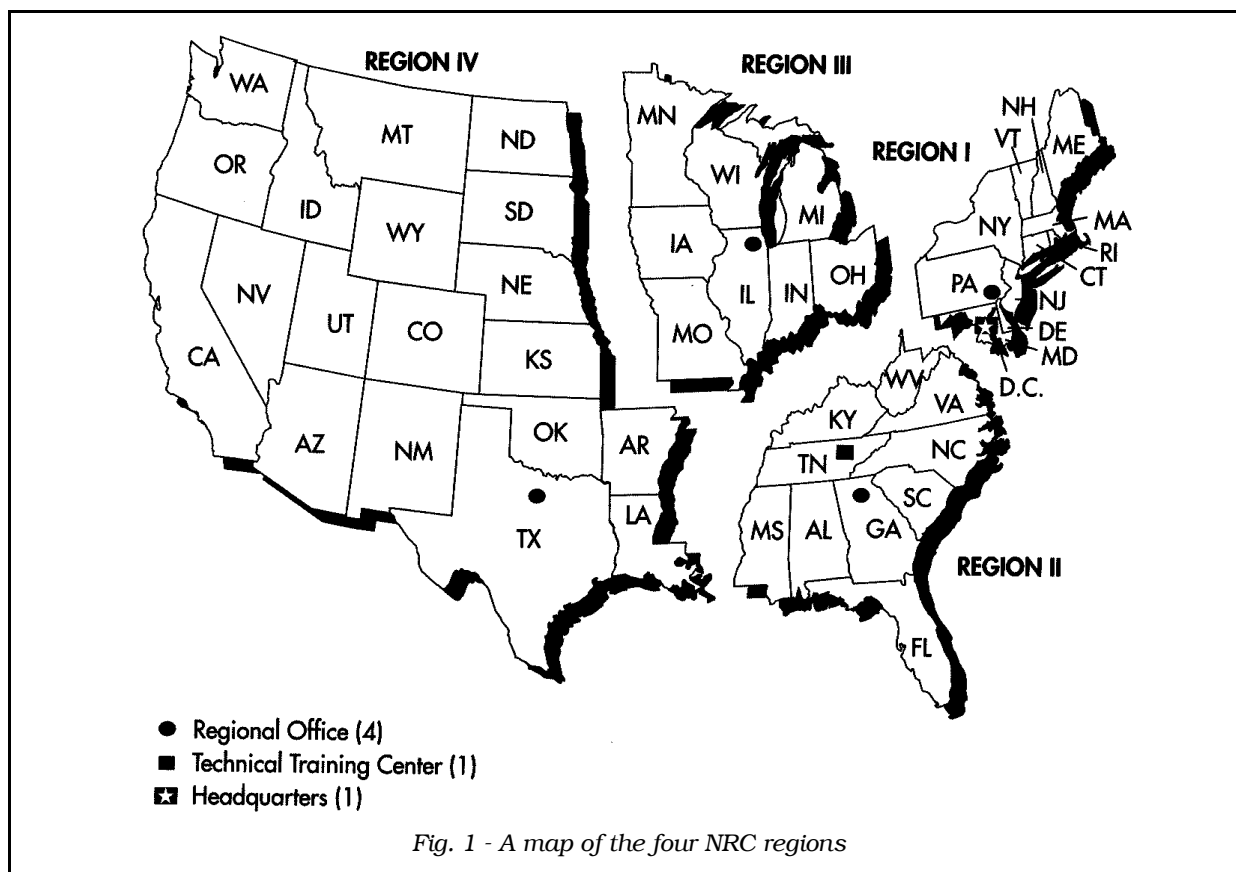 REGION IV
WA
MT
ND
OR
ID
SD
WY
NE
NV
UT
CO
KS
CA
AZ
NM
OK
AR
TX
LA
REGION III
MN
WI
MI
IA
IL
IN
OH
MO
REGION I
NH
VT
ME
NY
MA
RI
CT
PA
NJ
DE
MD
D.C.
WV
KY
VA
TN
NC
SC
MS
AL
GA
REGION II
FL
Regional Office (4)
Technical Training Center (1)
Headquarters (1)
Fig. 1 - A map of the four NRC regions